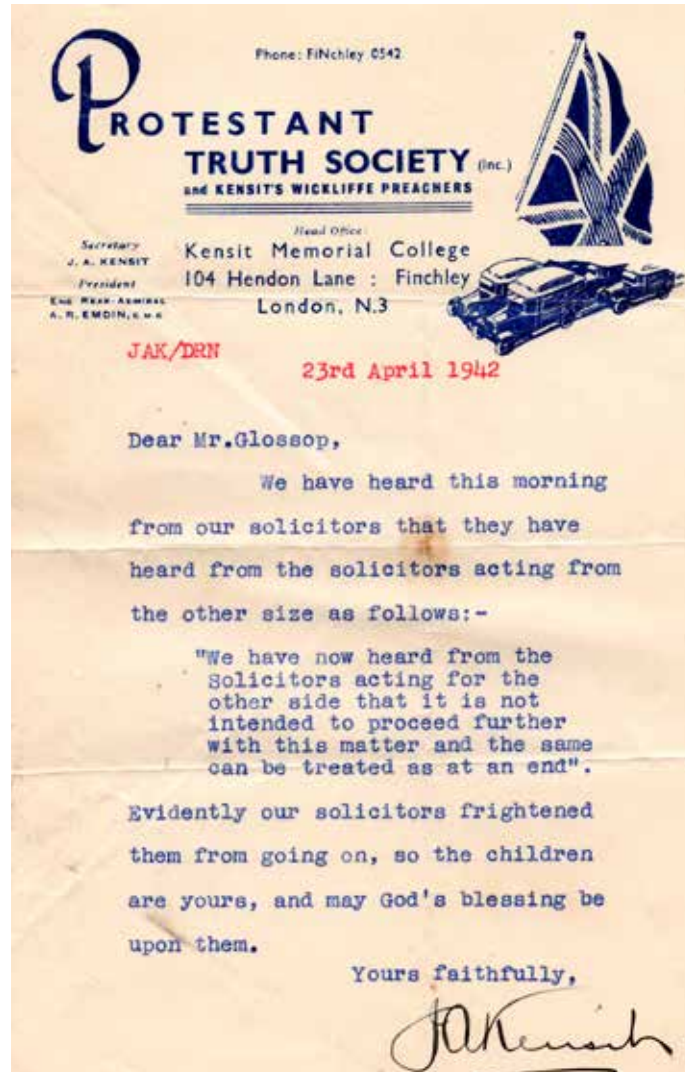 Phone: FiNchley 0542
PROTESTANT
TRUTH SOCIETY (Inc.)
and KENSIT'S WICKLIFFE PREACHERS
Secretary
J. A. KENSIT
President
ENG REAR-ADMIRAL
A. R. EMDIN,
Head Office:
Kensit Memorial College
104 Hendon Lane : Finchley
London, N.3
JAK/DRN
23rd April 1942
Dear Mr.Glossop,
We have heard this morning
from our solicitors that they have
heard from the solicitors acting from
the other size as follows:-
"We have now heard from the
Solicitors acting for the
other side that it is not
intended to proceed further
with this matter and the same
can be treated as at an end".
Evidently our solicitors frightened
them from going on, so the children
are yours, and may God's blessing be
upon them.
Yours faithfully,
JAKensit